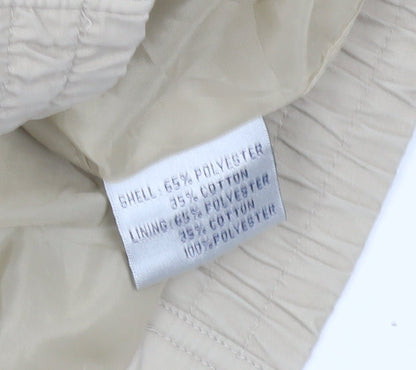 SHELL: 65% POLYESTER
35% COTTON
LINING: 65% POLYESTER
35% COTTON
100% POLYESTER